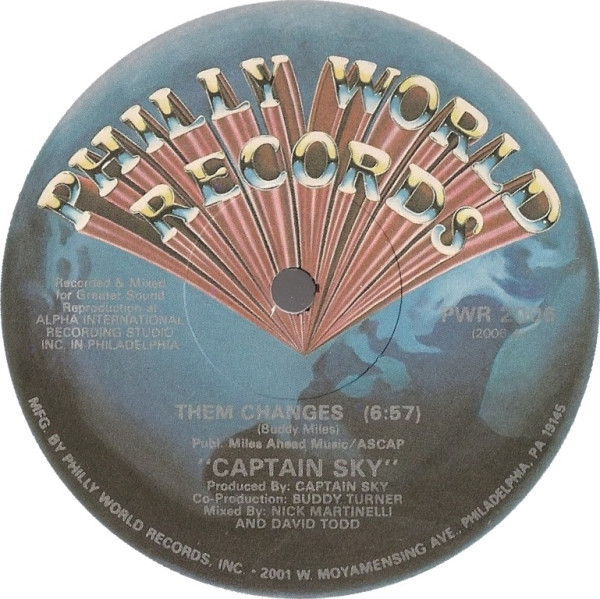 PHILLY WORLD
RECORDS
Recorded & Mixed
for Greater Sound
Reproduction at
ALPHA INTERNATIONAL
RECORDING STUDIO
INC. IN PHILADELPHIA
PWR 2006
THEM CHANGES (6:57)
(Buddy Miles)
Publ. Miles Ahead Music/ASCAP
"CAPTAIN SKY"
Produced By: CAPTAIN SKY
Co-Production: BUDDY TURNER
Mixed By: NICK MARTINELLI
AND DAVID TODD
MFG. BY PHILLY WORLD RECORDS, INC. • 2001 W. MOYAMENSING AVE., PHILADELPHIA, PA 19145